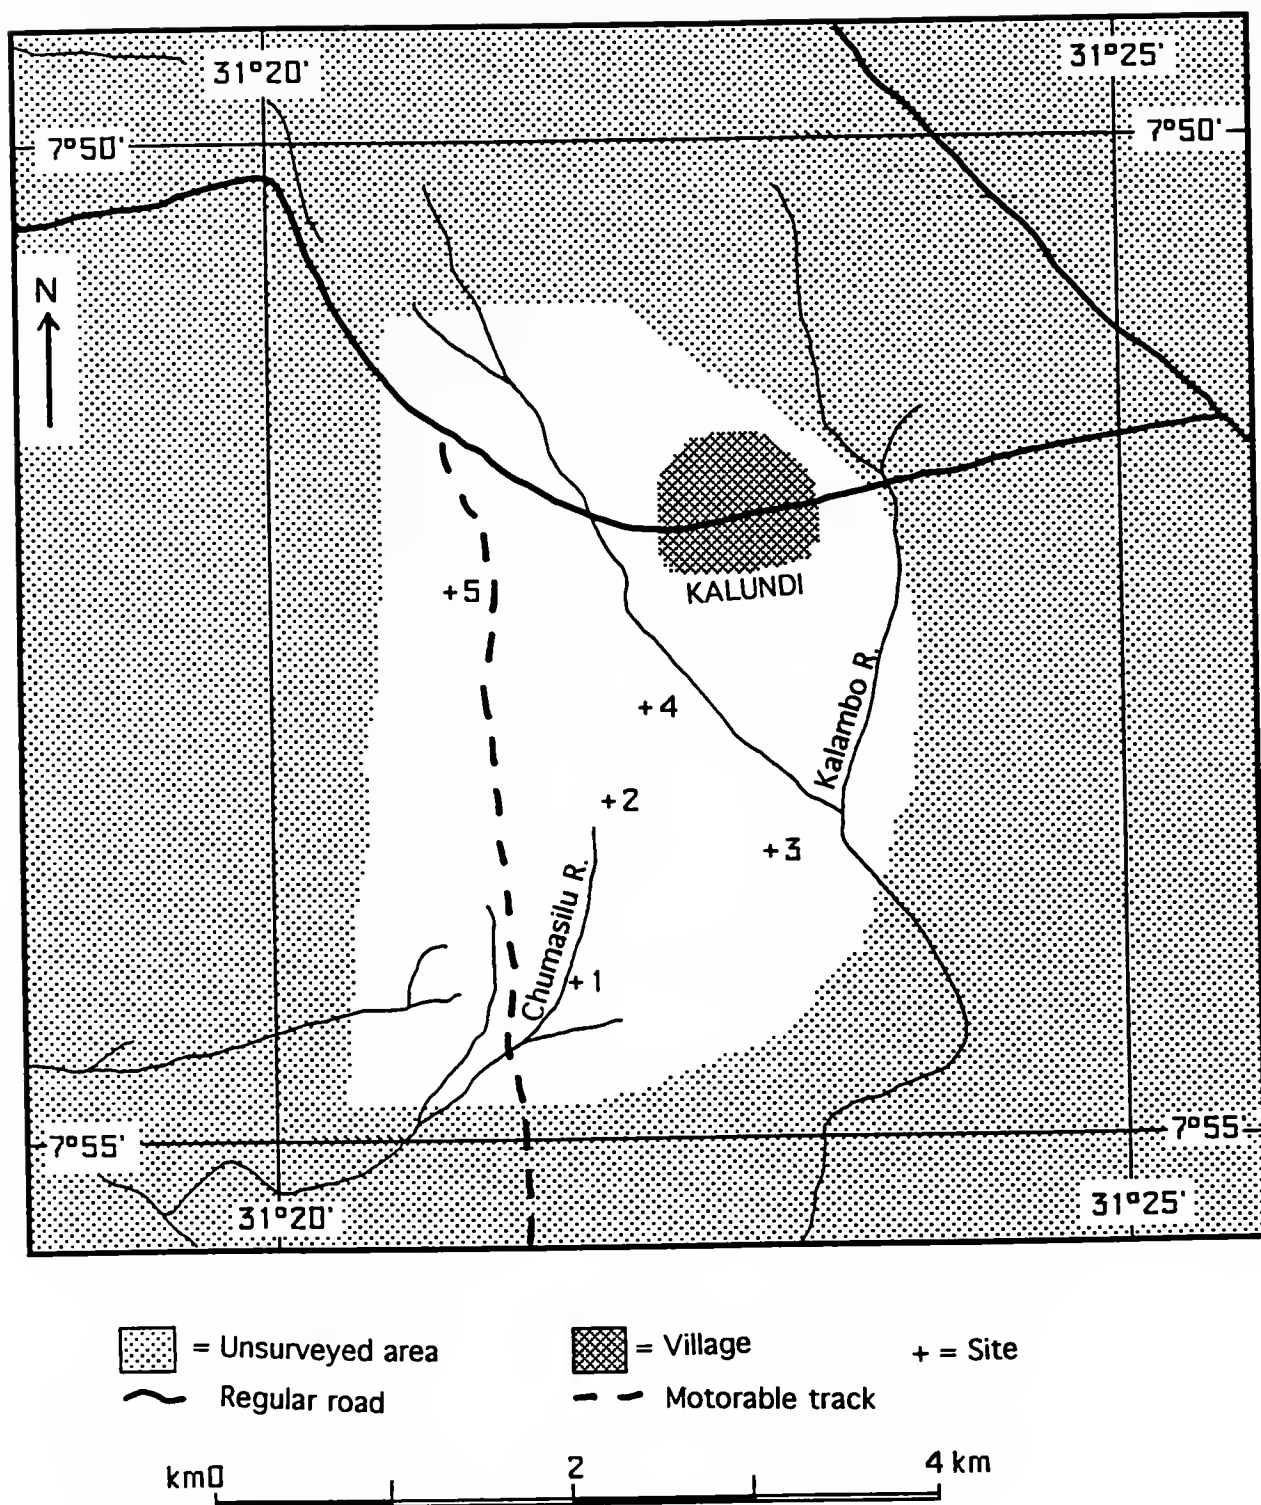 31°20'
31°25'
7°50'
7°50'
N
+5
KALUNDI
Kalambo R.
+4
+2
+3
Chumasilu R.
+1
7°55'
7°55
31°20'
31°25'
= Unsurveyed area
= Village
+ = Site
Regular road
Motorable track
km0
2
4 km